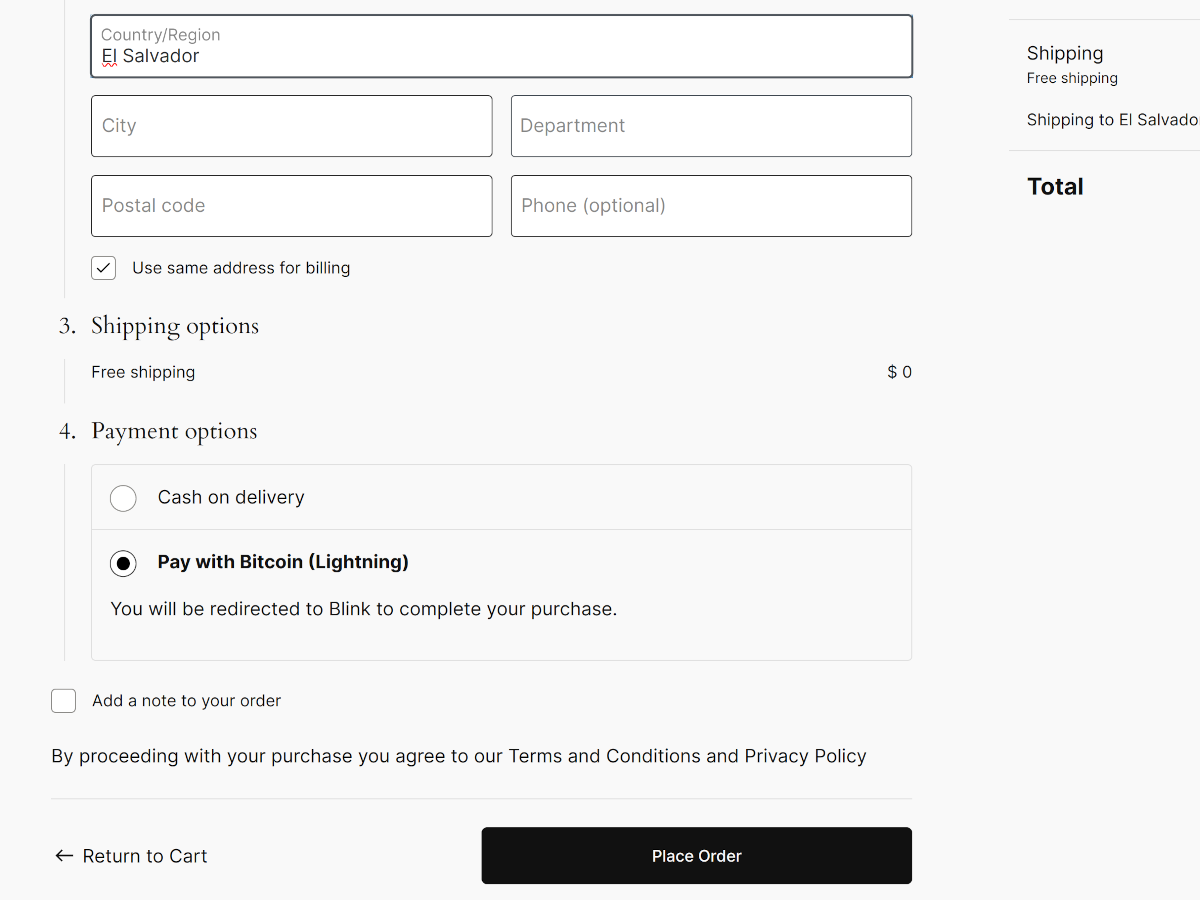 Country/Region
El Salvador
City
Department
Postal code
Phone (optional)
Use same address for billing
3. Shipping options
Free shipping
$ 0
4. Payment options
Cash on delivery
Pay with Bitcoin (Lightning)
You will be redirected to Blink to complete your purchase.
Add a note to your order
By proceeding with your purchase you agree to our Terms and Conditions and Privacy Policy
← Return to Cart
Place Order
Shipping
Free shipping
Shipping to El Salvado
Total